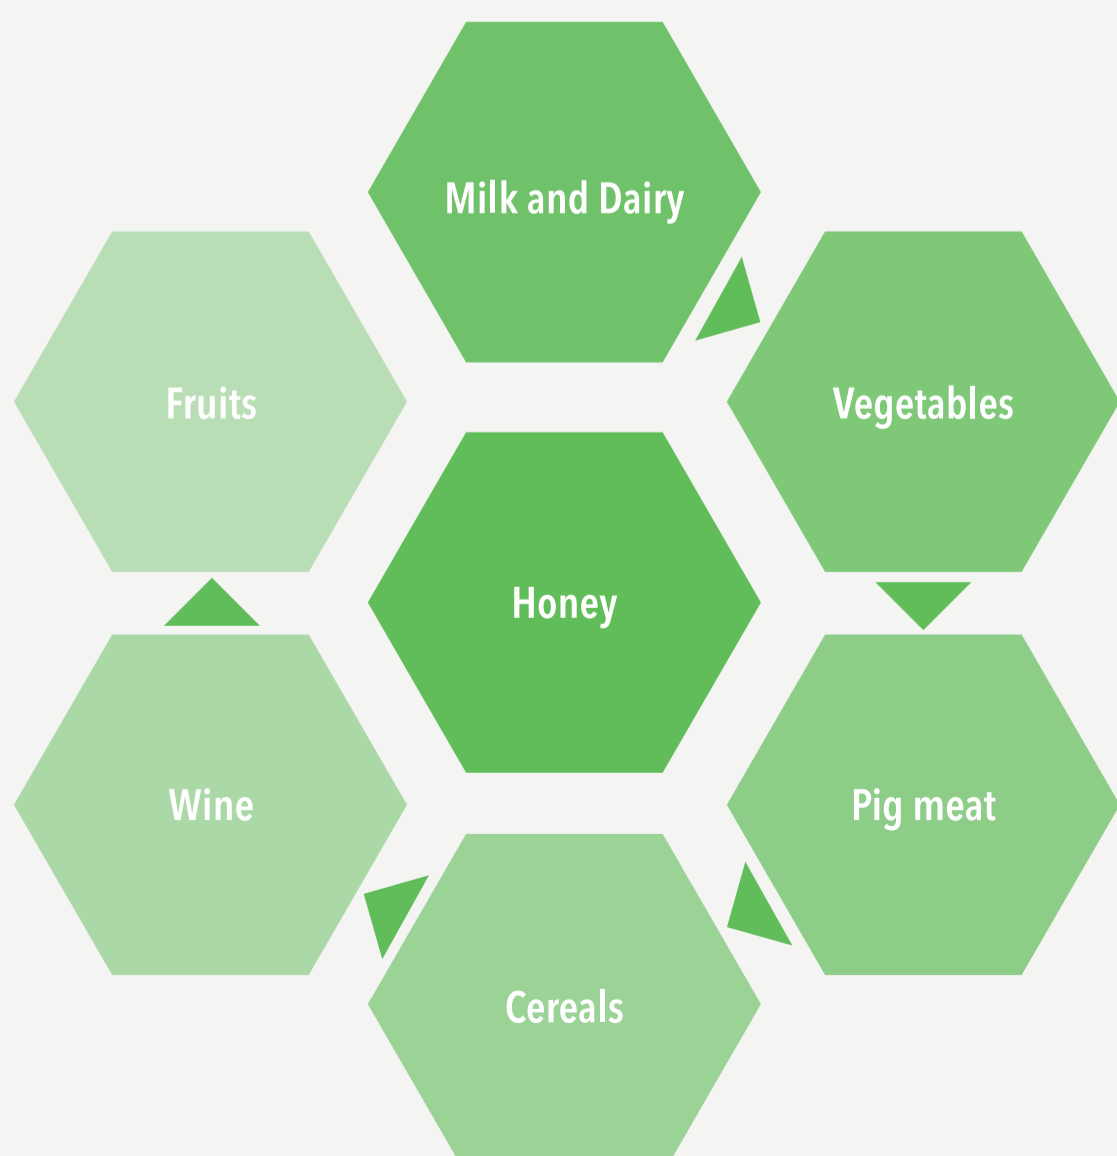 Milk and Dairy
Fruits
Vegetables
Honey
Wine
Pig meat
Cereals